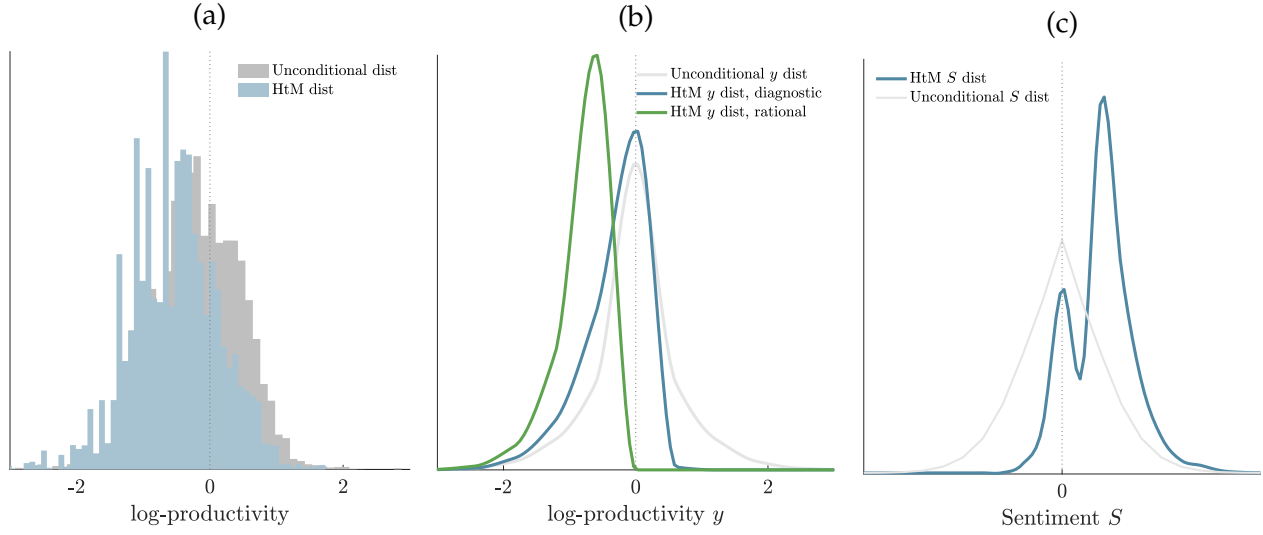 (a)
Unconditional dist
HtM dist
-2
0
2
log-productivity
(b)
Unconditional y dist
HtM y dist, diagnostic
HtM y dist, rational
-2
0
2
log-productivity y
(c)
HtM S dist
Unconditional S dist
0
Sentiment S